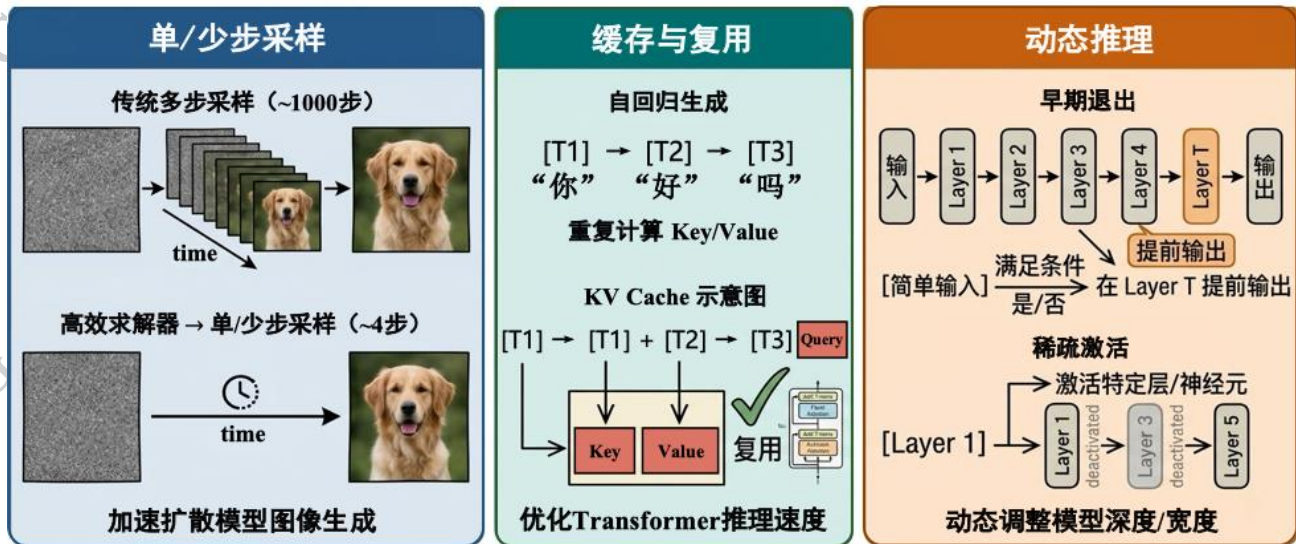 单/少步采样
传统多步采样（~1000步）
time
高效求解器 → 单/少步采样（~4步）
time
加速扩散模型图像生成
缓存与复用
自回归生成
[T1] → [T2] → [T3]
“你” “好” “吗”
重复计算 Key/Value
KV Cache 示意图
[T1] → [T1] + [T2] → [T3] Query
Key
Value
复用
优化Transformer推理速度
动态推理
早期退出
输入
Layer 1
Layer 2
Layer 3
Layer 4
Layer T
输出
提前输出
[简单输入]
满足条件
是/否
在 Layer T 提前输出
稀疏激活
激活特定层/神经元
[Layer 1]
Layer 1
deactivated
Layer 3
deactivated
Layer 5
动态调整模型深度/宽度